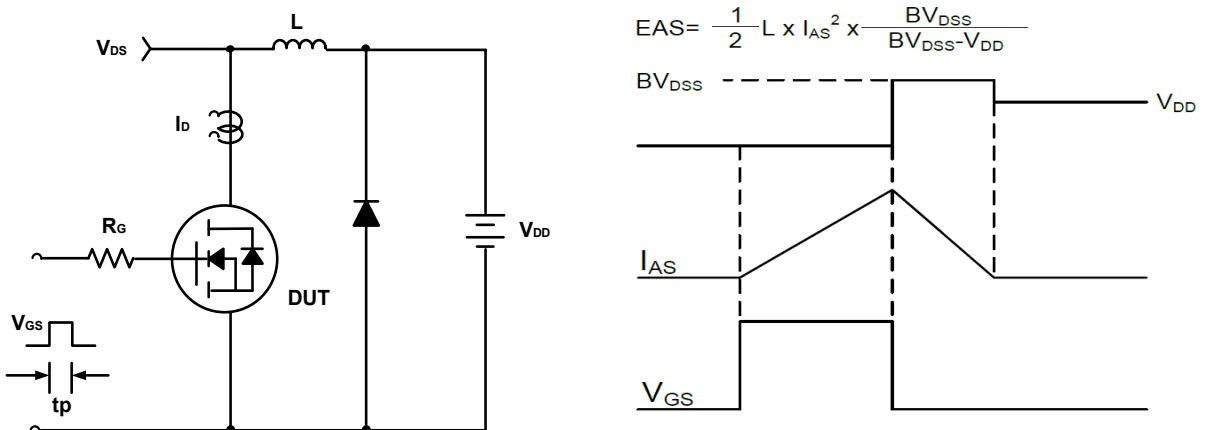 L
VDS
ID
RG
VDD
DUT
VGS
tp
EAS= 1/2 L x IAS² x BVDSS/BVDSS-VDD
BVDSS
VDD
IAS
VGS